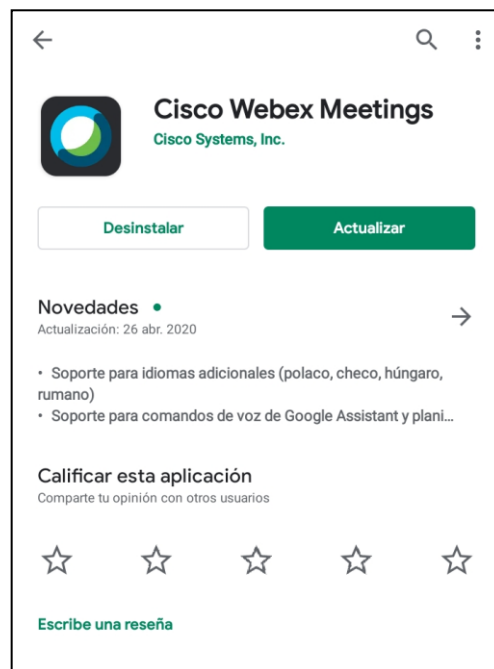 Cisco Webex Meetings
Cisco Systems, Inc.
Desinstalar
Actualizar
Novedades •
Actualización: 26 abr. 2020
• Soporte para idiomas adicionales (polaco, checo, húngaro,
rumano)
• Soporte para comandos de voz de Google Assistant y plani...
Calificar esta aplicación
Comparte tu opinión con otros usuarios
Escribe una reseña